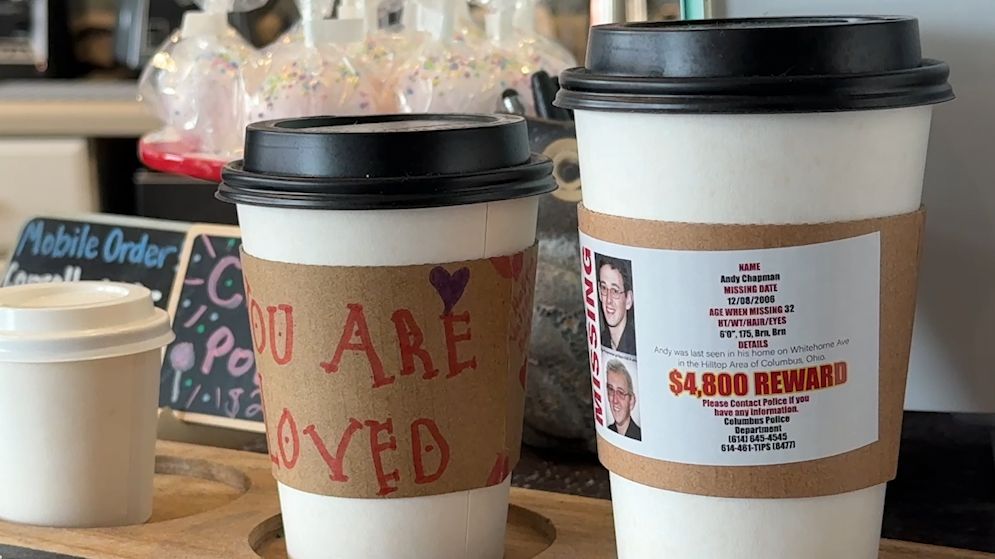 Mobile Order
YOU ARE
LOVED
MISSING
NAME
Andy Chapman
MISSING DATE
12/08/2006
AGE WHEN MISSING 32
HT/WT/HAIR/EYES
6'0", 175, Brn, Brn
DETAILS
Andy was last seen in his home on Whitehorne Ave
in the Hilltop Area of Columbus, Ohio.
$4,800 REWARD
Please Contact Police if you
have any information.
Columbus Police
Department
(614) 645-4545
614-461-TIPS (8477)